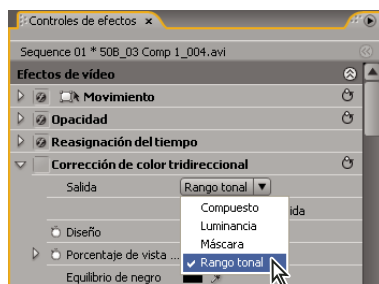 Controles de efectos
Sequence 01 * 50B_03 Comp 1_004.avi
Efectos de vídeo
Movimiento
Opacidad
Reasignación del tiempo
Corrección de color tridireccional
Salida Rango tonal
Compuesto
ida
Luminancia
Diseño
Máscara
Porcentaje de vista ...
Rango tonal
Equilibrio de negro